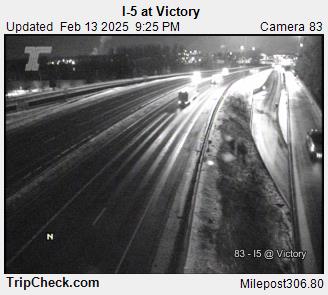 I-5 at Victory
Updated  Feb 13 2025  9:25 PM
Camera 83
T
N
83 - I5 @ Victory
TripCheck.com
Milepost306.80